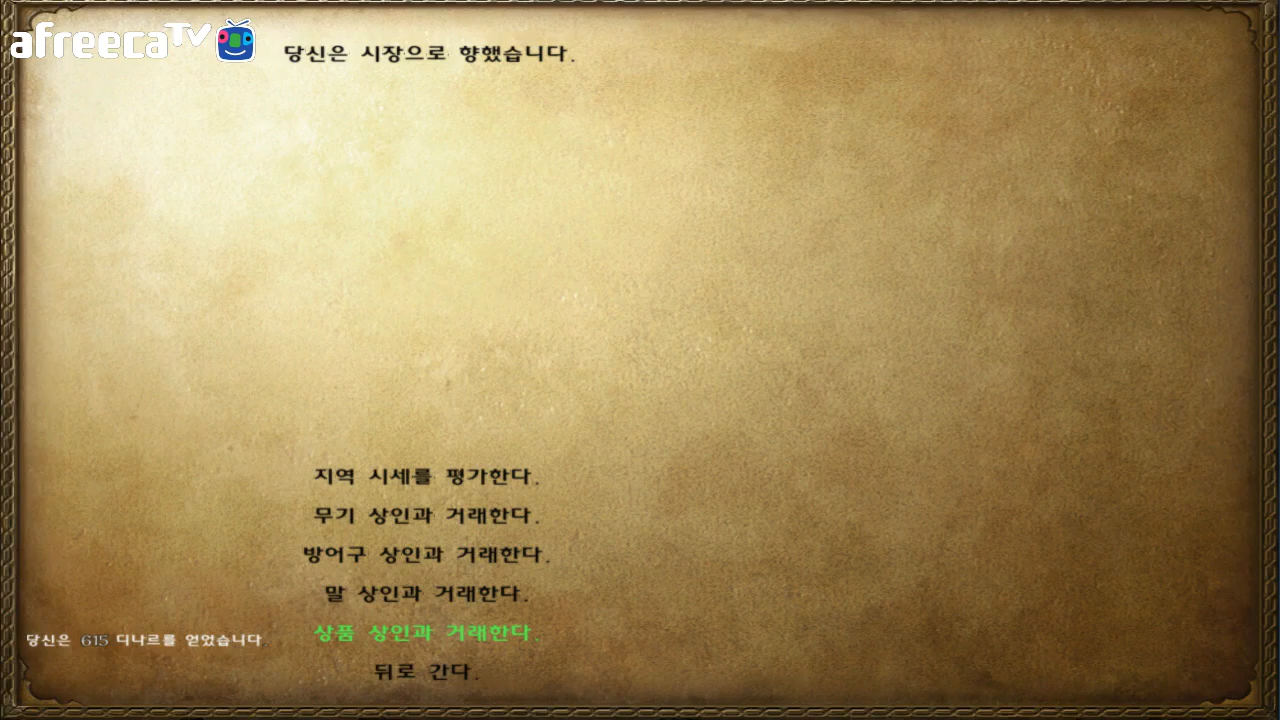 afreecaTV
당신은 시장으로 향했습니다.
지역 시세를 평가한다.
무기 상인과 거래한다.
방어구 상인과 거래한다.
말 상인과 거래한다.
상품 상인과 거래한다.
당신은 615 디나르를 얻었습니다.
뒤로 간다.